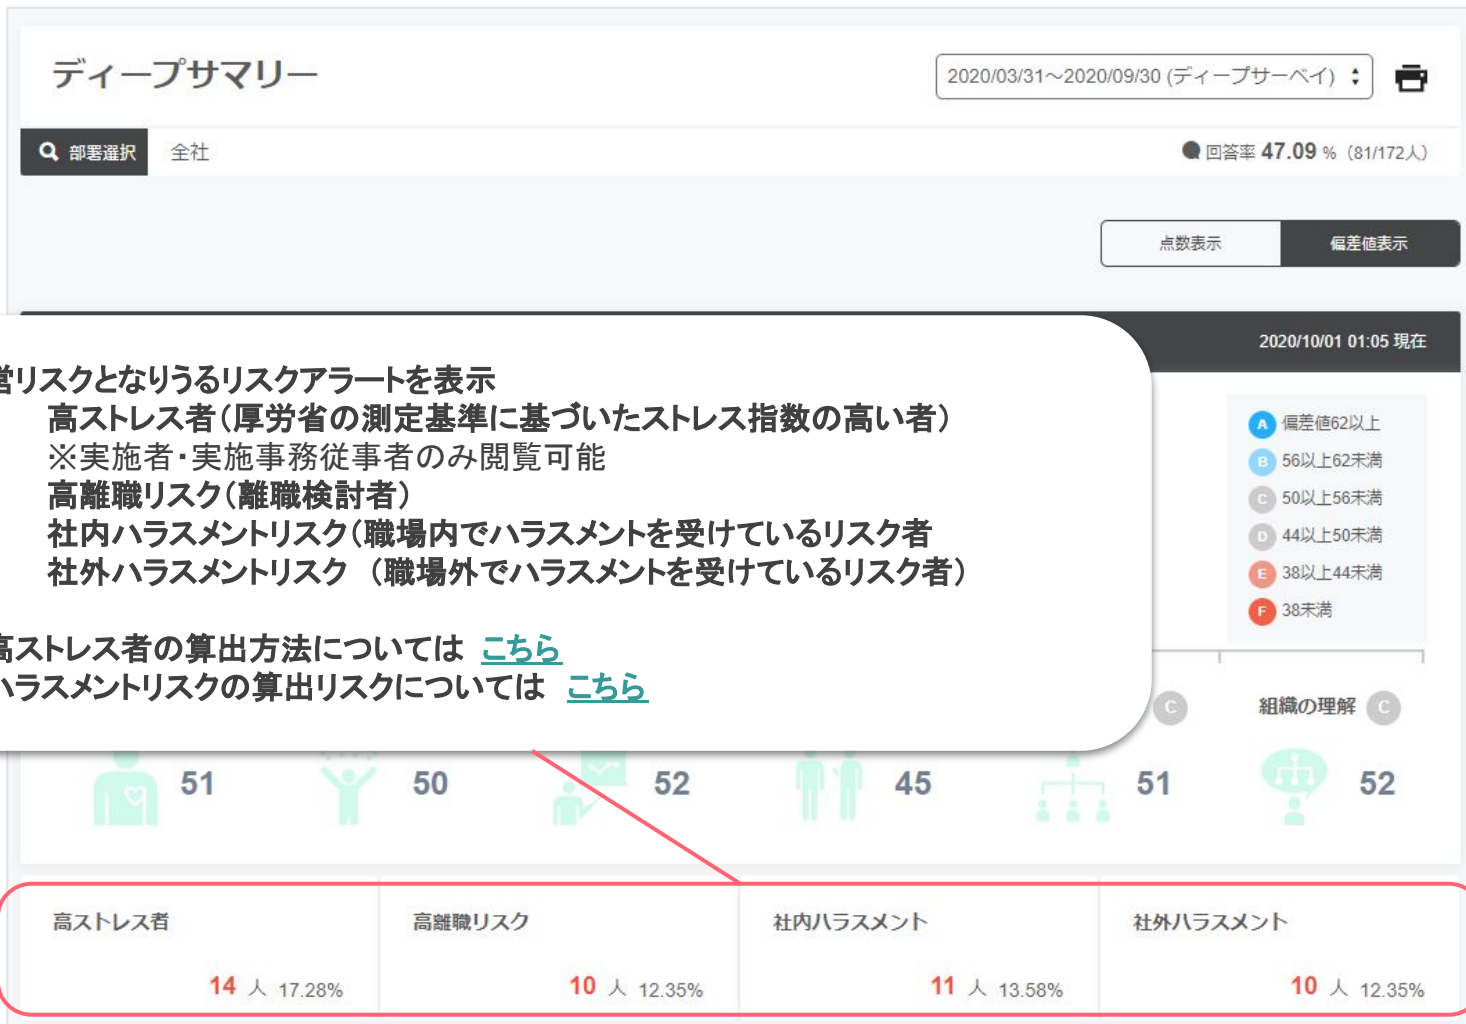 ディープサマリー
2020/03/31～2020/09/30 (ディープサーベイ)
部署選択 全社
回答率 47.09 %（81/172人）
点数表示 偏差値表示
2020/10/01 01:05 現在
営リスクとなりうるリスクアラートを表示
高ストレス者（厚労省の測定基準に基づいたストレス指数の高い者）
※実施者・実施事務従事者のみ閲覧可能
高離職リスク（離職検討者）
社内ハラスメントリスク（職場内でハラスメントを受けているリスク者
社外ハラスメントリスク （職場外でハラスメントを受けているリスク者）
高ストレス者の算出方法については こちら
ハラスメントリスクの算出リスクについては こちら
A 偏差値62以上
B 56以上62未満
C 50以上56未満
D 44以上50未満
E 38以上44未満
F 38未満
C 組織の理解 C
51 50 52 45 51 52
高ストレス者 高離職リスク 社内ハラスメント 社外ハラスメント
14 人 17.28% 10 人 12.35% 11 人 13.58% 10 人 12.35%